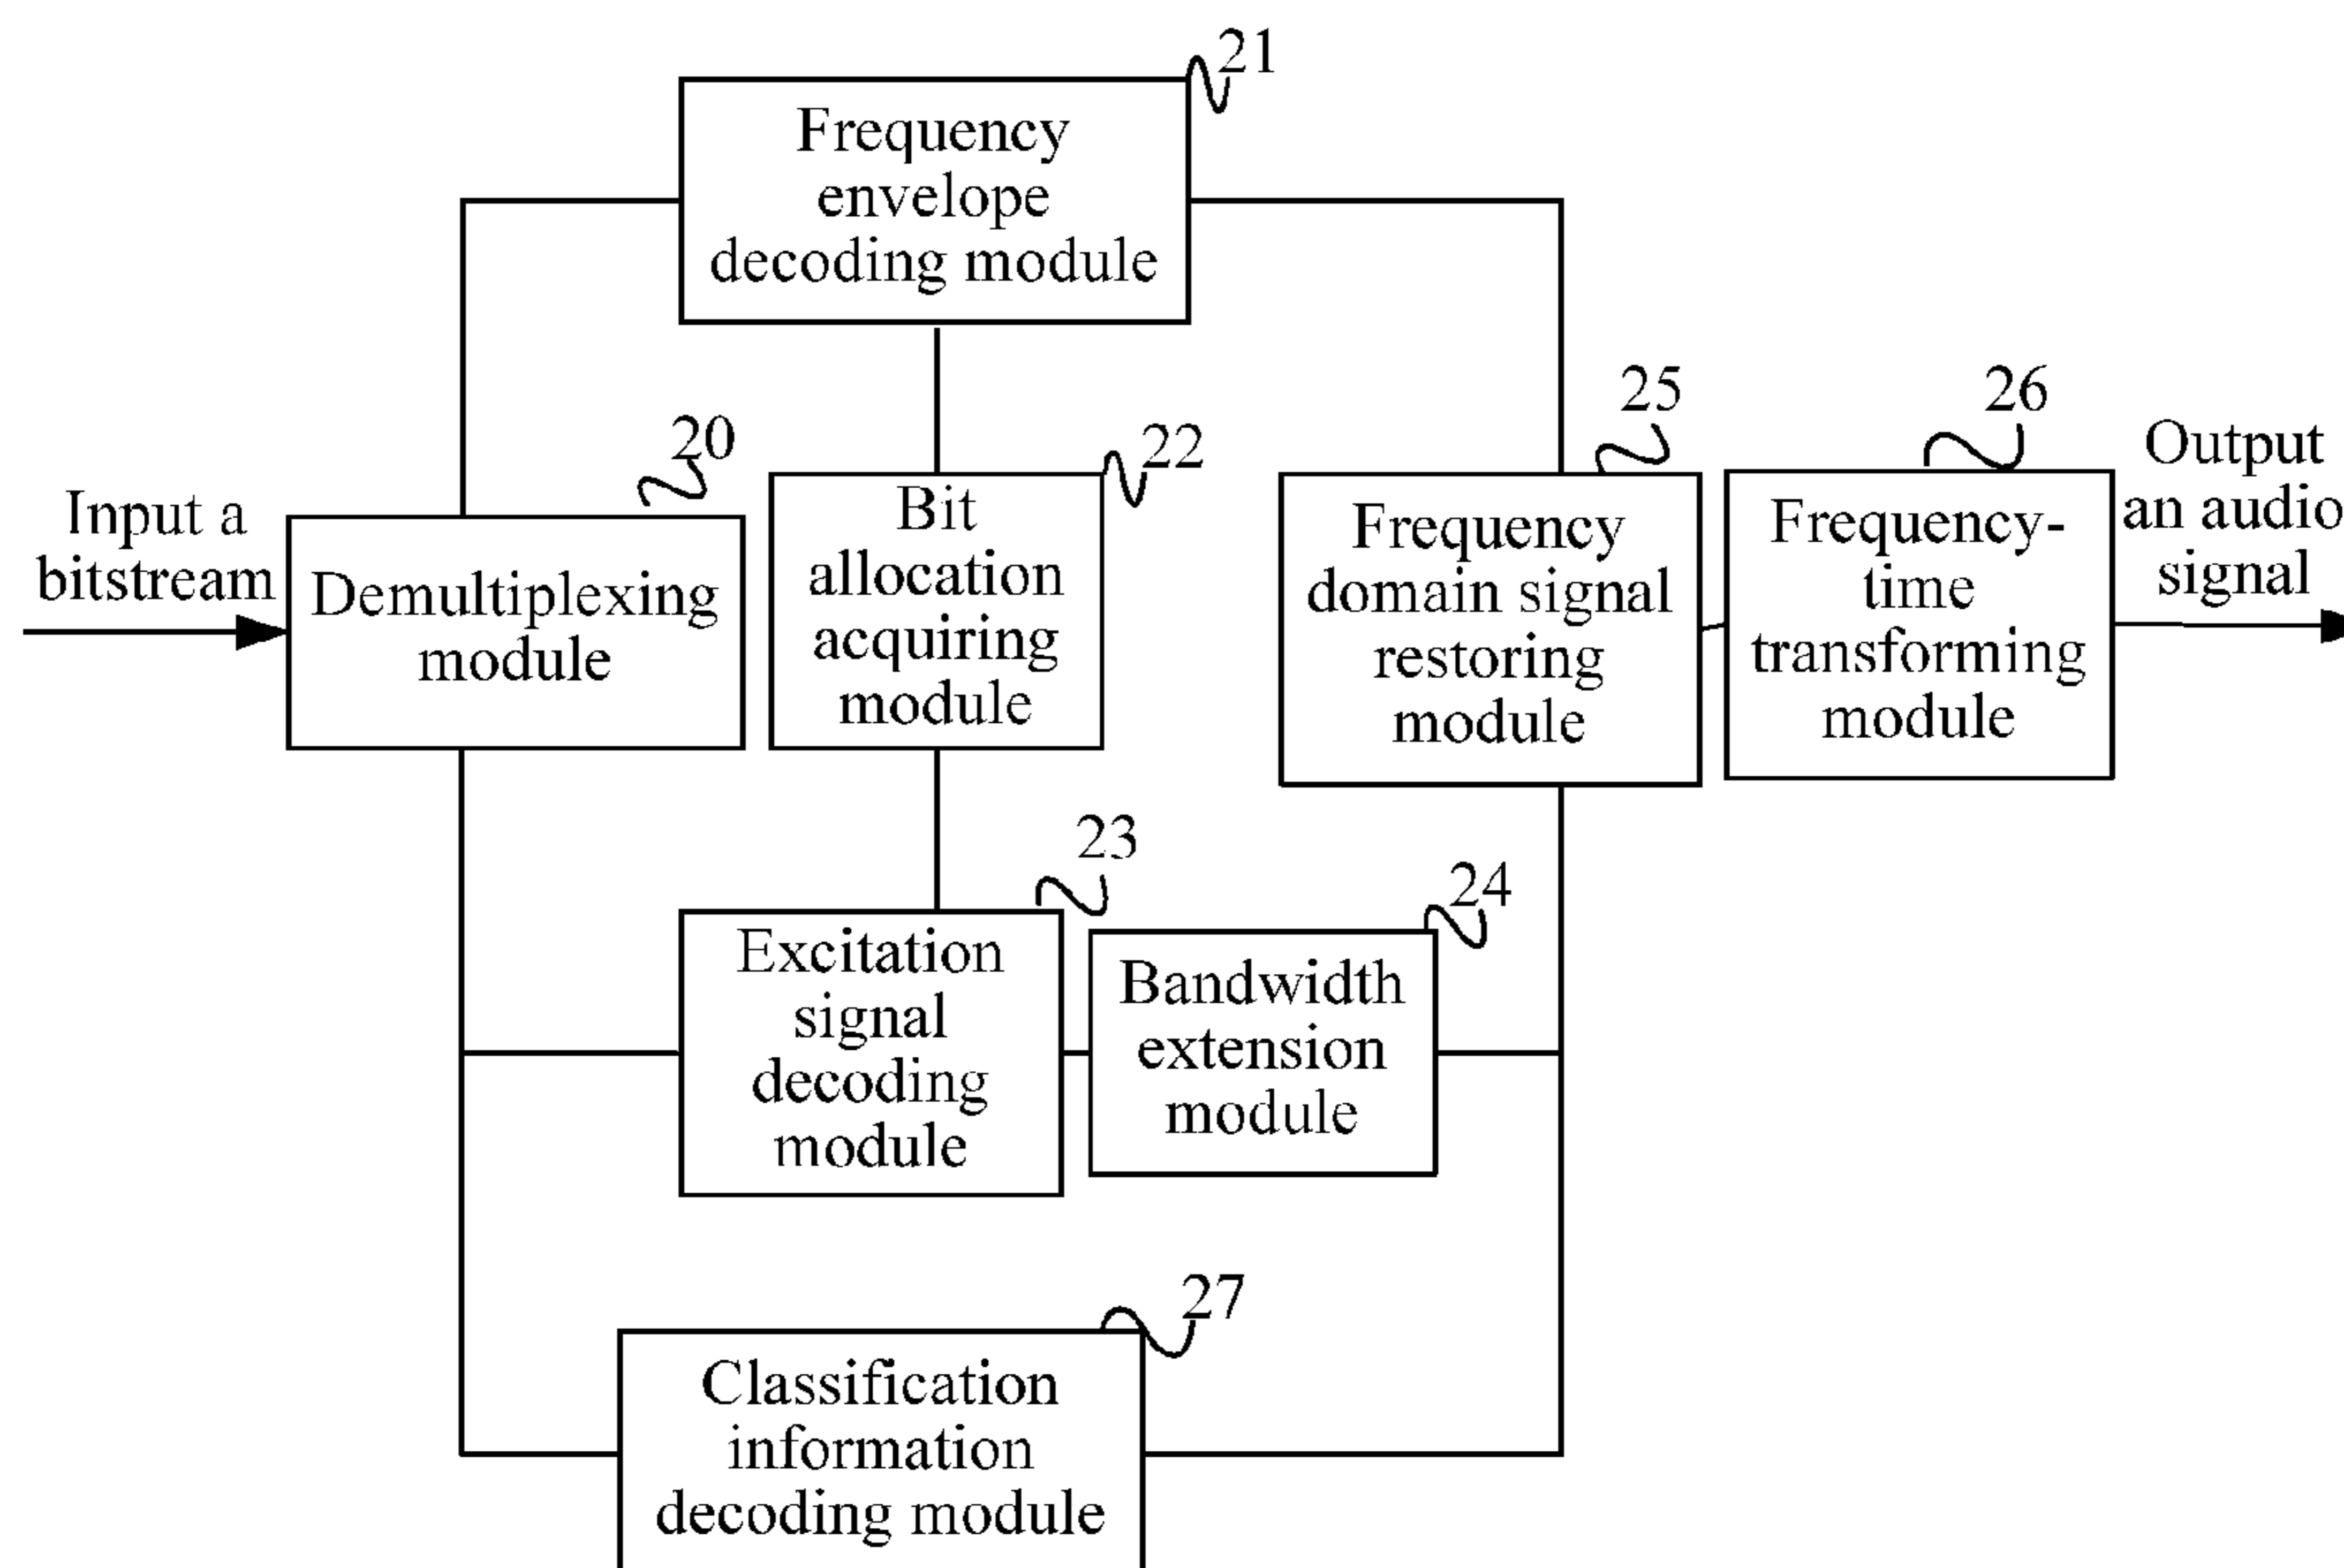 21
Frequency
envelope
decoding module
20
22
25
26
Input a
bitstream
Demultiplexing
module
Bit
allocation
acquiring
module
Frequency
domain signal
restoring
module
Frequency-
time
transforming
module
Output
an audio
signal
23
24
Excitation
signal
decoding
module
Bandwidth
extension
module
27
Classification
information
decoding module